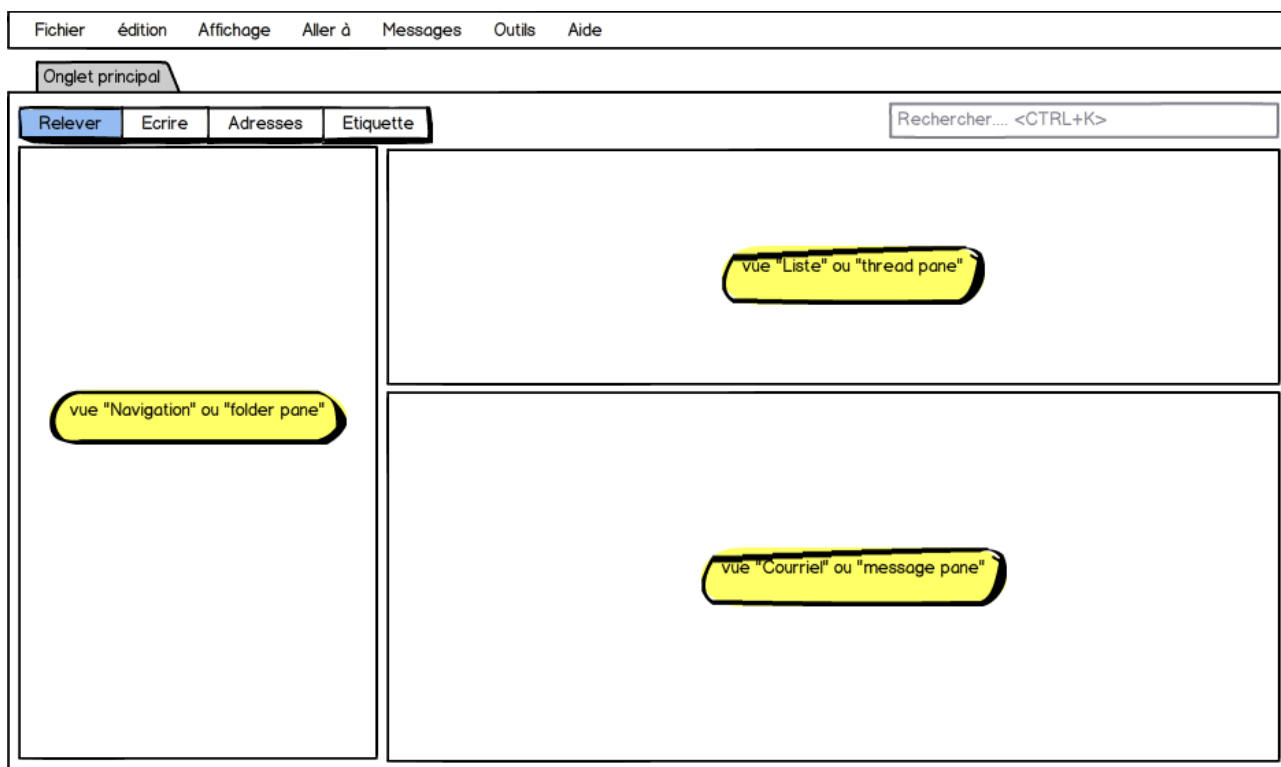 Fichier édition Affichage Aller à Messages Outils Aide
Onglet principal
Relever Ecrire Adresses Etiquette Rechercher.... <CTRL+K>
vue "Liste" ou "thread pane"
vue "Navigation" ou "folder pane"
vue "Courriel" ou "message pane"